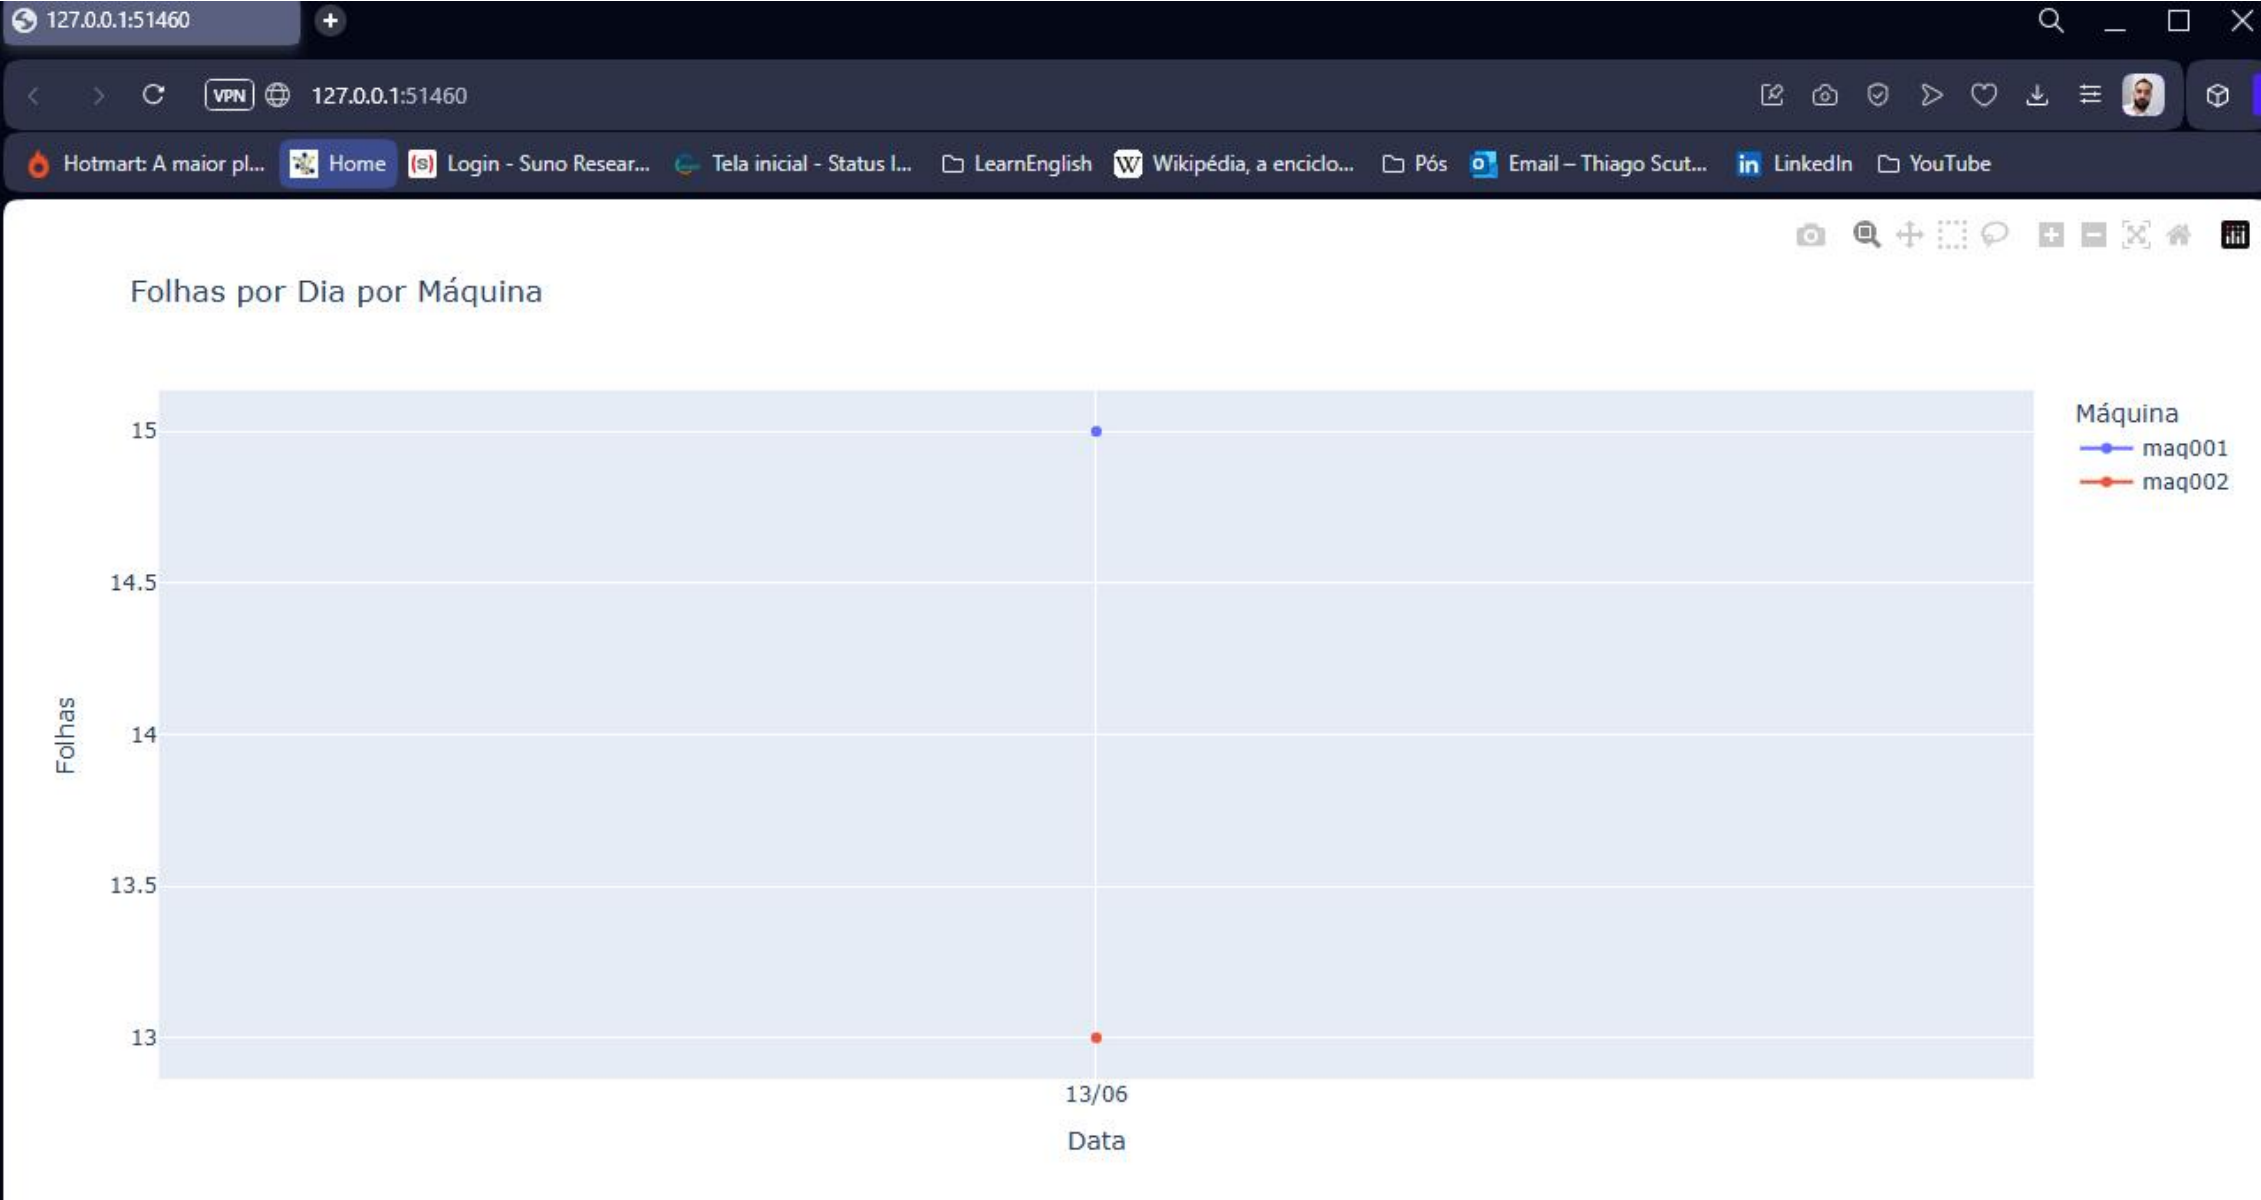 127.0.0.1:51460
VPN 127.0.0.1:51460
Hotmart: A maior pl... Home (s) Login - Suno Resear... Tela inicial - Status I... LearnEnglish W Wikipédia, a enciclo... Pós Email – Thiago Scut... in LinkedIn YouTube
Folhas por Dia por Máquina
Máquina
maq001
maq002
15
14.5
14
13.5
13
Folhas
13/06
Data